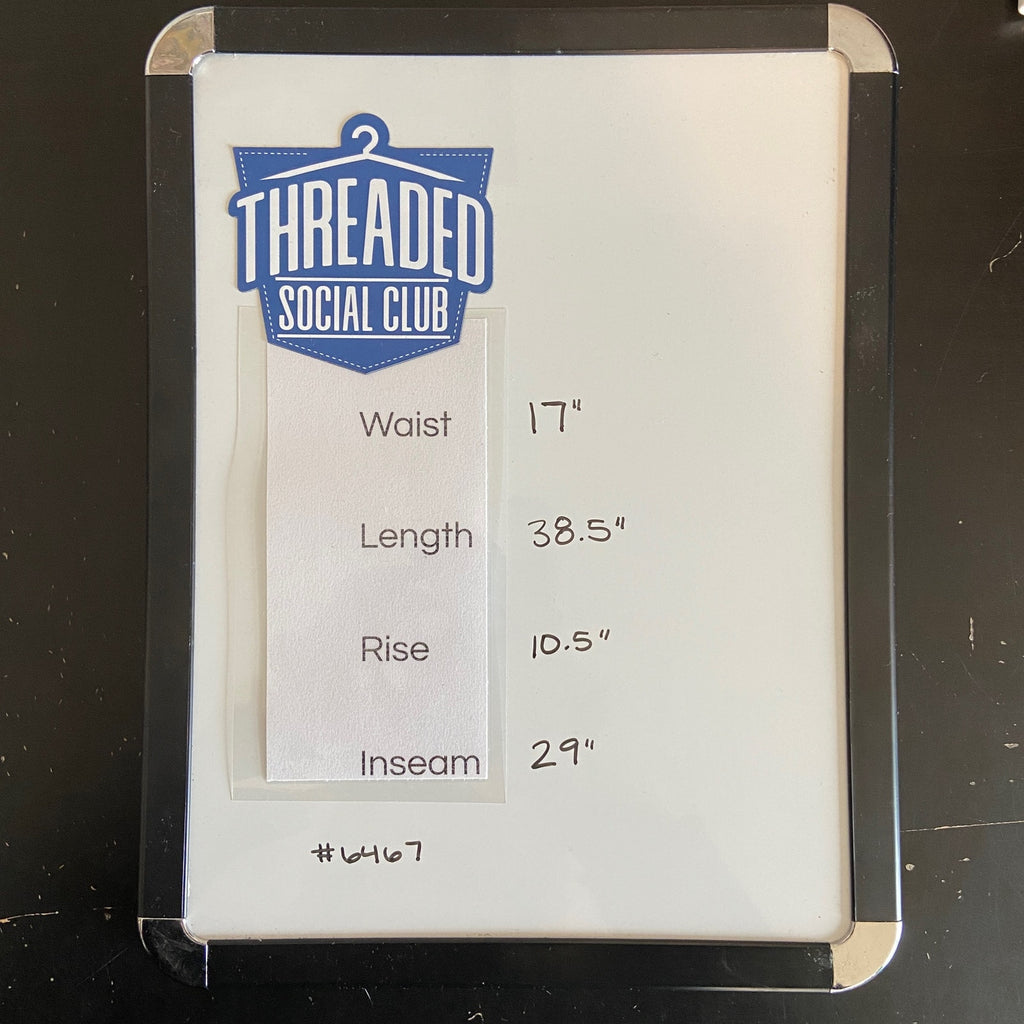 THREADED
SOCIAL CLUB
Waist 17"
Length 38.5"
Rise 10.5"
Inseam 29"
#6467